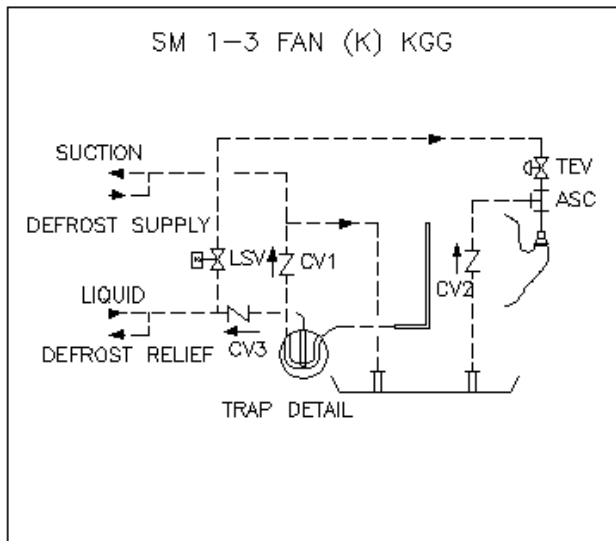 SM 1-3 FAN (K) KGG
SUCTION
TEV
ASC
DEFROST SUPPLY
LSV
CV1
CV2
LIQUID
DEFROST RELIEF
CV3
TRAP DETAIL